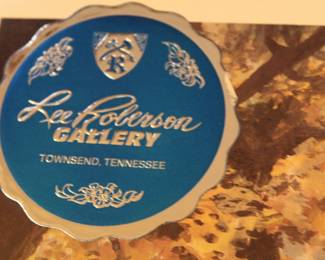 R
Lee Roberson
GALLERY
TOWNSEND, TENNESSEE